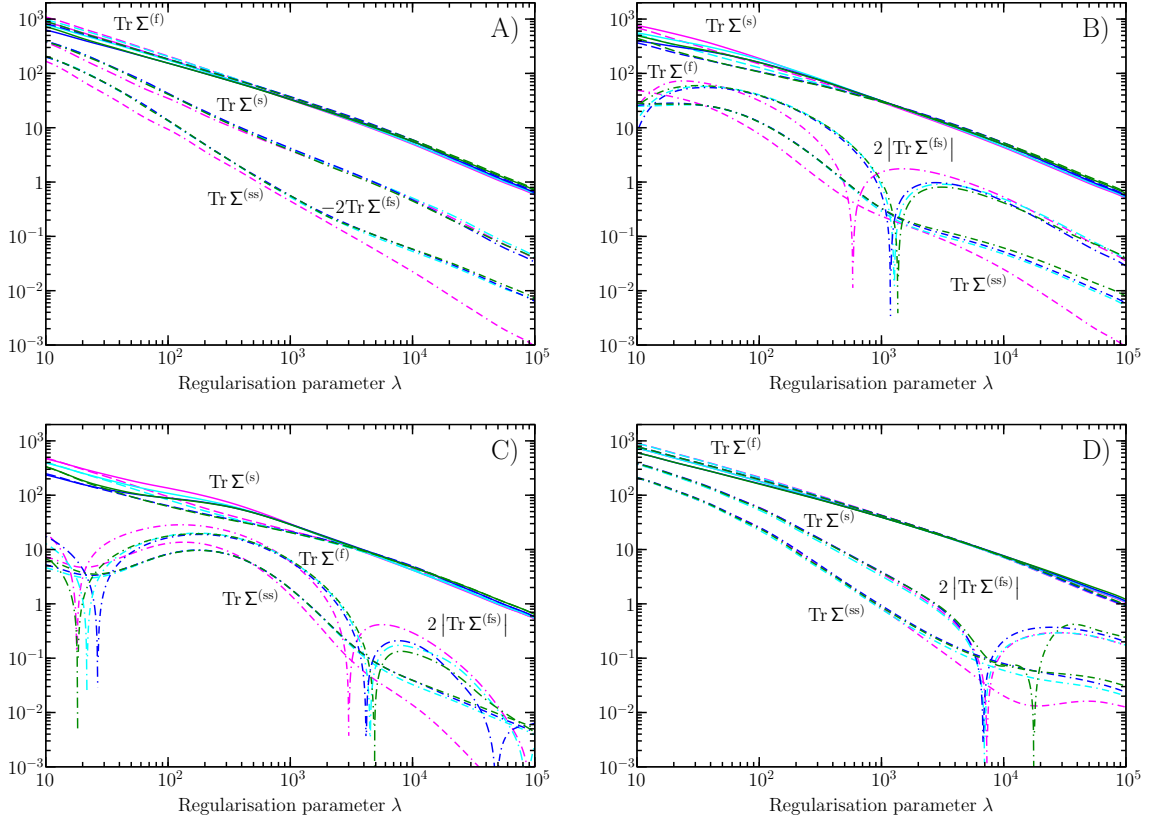 A)
10³
10²
10
1
10⁻¹
10⁻²
10⁻³
Tr Σ⁽ᶠ⁾
Tr Σ⁽ˢ⁾
Tr Σ⁽ˢˢ⁾
−2Tr Σ⁽ᶠˢ⁾
10 10² 10³ 10⁴ 10⁵
Regularisation parameter λ
B)
10³
10²
10
1
10⁻¹
10⁻²
10⁻³
Tr Σ⁽ˢ⁾
Tr Σ⁽ᶠ⁾
2 |Tr Σ⁽ᶠˢ⁾|
Tr Σ⁽ˢˢ⁾
10 10² 10³ 10⁴ 10⁵
Regularisation parameter λ
C)
10³
10²
10
1
10⁻¹
10⁻²
10⁻³
Tr Σ⁽ˢ⁾
Tr Σ⁽ᶠ⁾
Tr Σ⁽ˢˢ⁾
2 |Tr Σ⁽ᶠˢ⁾|
10 10² 10³ 10⁴ 10⁵
Regularisation parameter λ
D)
10³
10²
10
1
10⁻¹
10⁻²
10⁻³
Tr Σ⁽ᶠ⁾
Tr Σ⁽ˢ⁾
2 |Tr Σ⁽ᶠˢ⁾|
Tr Σ⁽ˢˢ⁾
10 10² 10³ 10⁴ 10⁵
Regularisation parameter λ